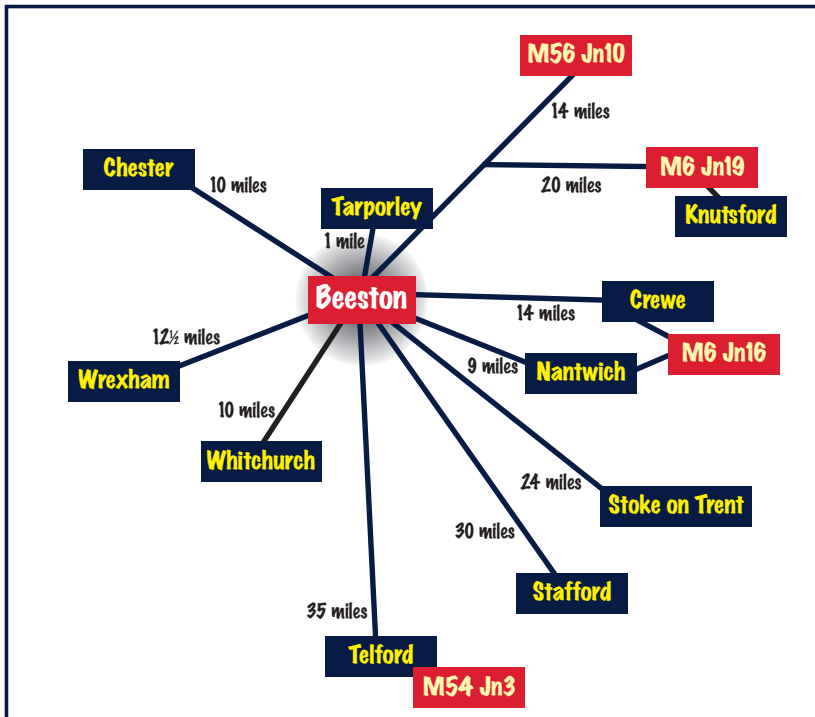 M56 Jn10
14 miles
Chester
10 miles
M6 Jn19
20 miles
Knutsford
Tarporley
1 mile
Beeston
Crewe
14 miles
12½ miles
M6 Jn16
Wrexham
9 miles
Nantwich
10 miles
Whitchurch
24 miles
Stoke on Trent
30 miles
Stafford
35 miles
Telford
M54 Jn3